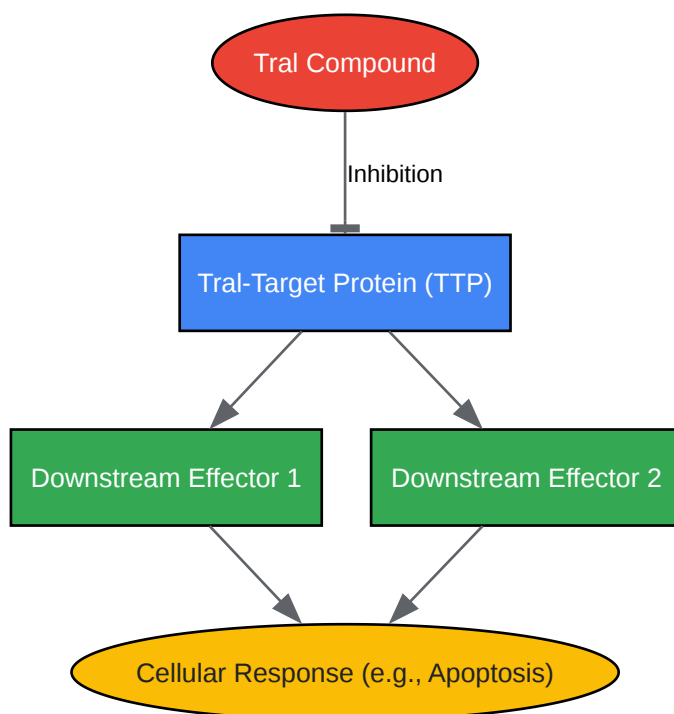 Tral Compound
Inhibition
Tral-Target Protein (TTP)
Downstream Effector 1
Downstream Effector 2
Cellular Response (e.g., Apoptosis)